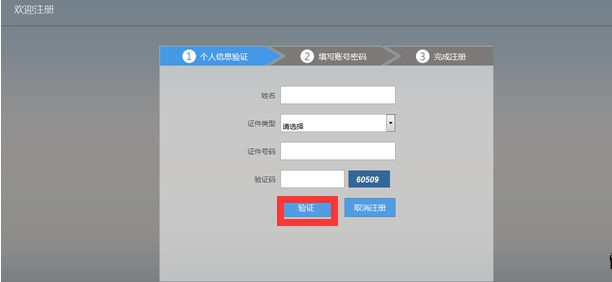 欢迎注册
1 个人信息验证 2 填写账号密码 3 完成注册
姓名
证件类型 请选择
证件号码
验证码 60509
验证 取消注册